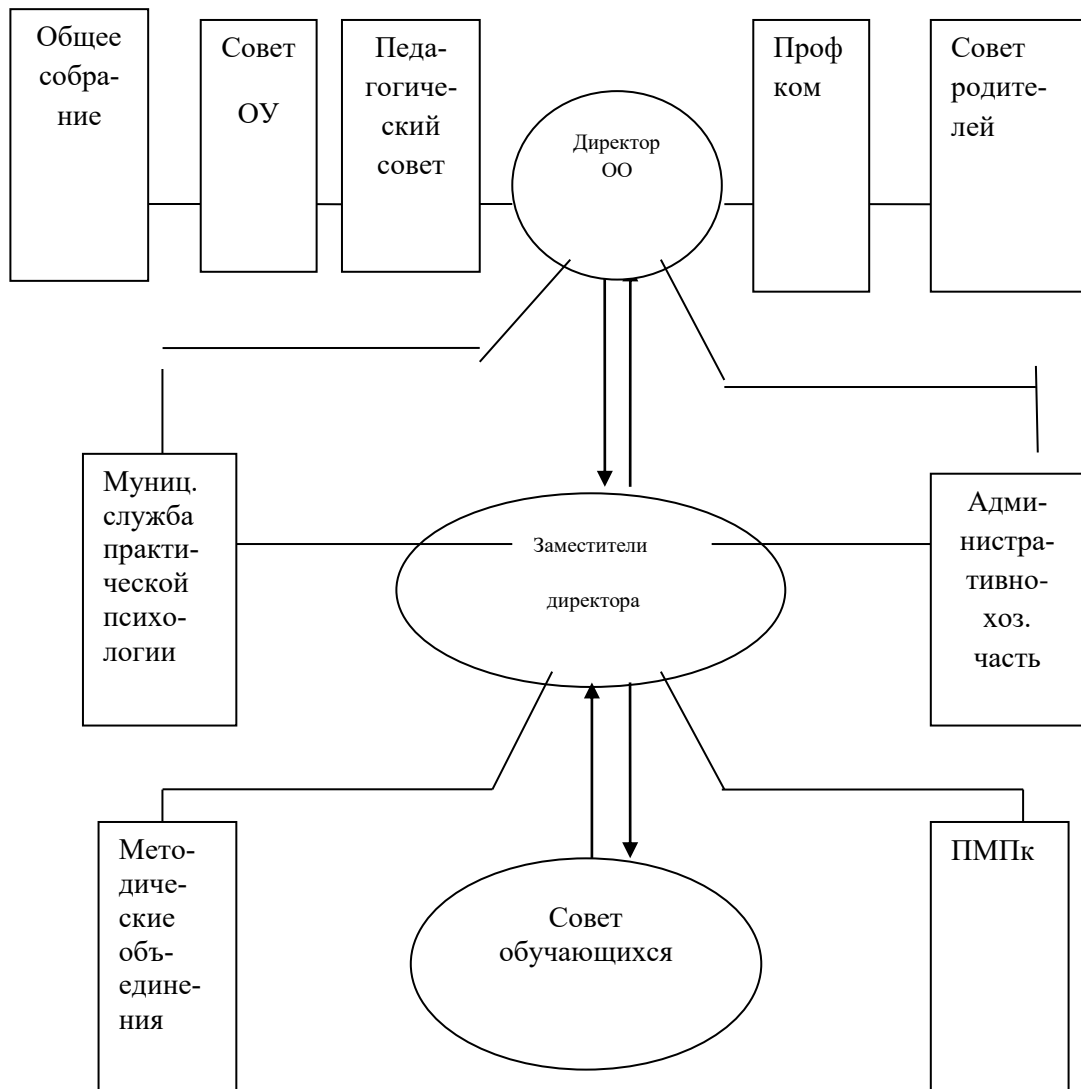 Общее
собра-
ние
Совет
ОУ
Педа-
гогиче-
ский
совет
Директор
ОО
Проф
ком
Совет
родите-
лей
Муниц.
служба
практи-
ческой
психо-
логии
Заместители
директора
Адми-
нистра-
тивно-
хоз.
часть
Мето-
диче-
ские
объ-
едине-
ния
Совет
обучающихся
ПМПк